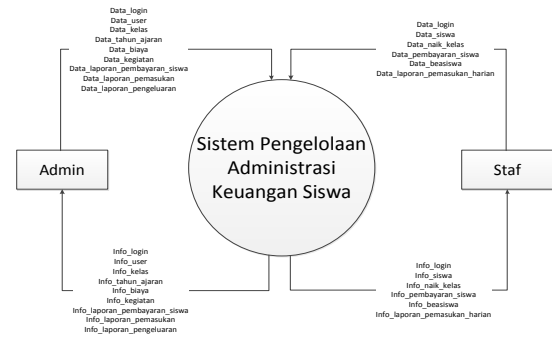 Data_login
Data_user
Data_kelas
Data_tahun_ajaran
Data_biaya
Data_kegiatan
Data_laporan_pembayaran_siswa
Data_laporan_pemasukan
Data_laporan_pengeluaran
Data_login
Data_siswa
Data_naik_kelas
Data_pembayaran_siswa
Data_beasiswa
Data_laporan_pemasukan_harian
Admin
Sistem Pengelolaan
Administrasi
Keuangan Siswa
Staf
Info_login
Info_user
Info_kelas
Info_tahun_ajaran
Info_biaya
Info_kegiatan
Info_laporan_pembayaran_siswa
Info_laporan_pemasukan
Info_laporan_pengeluaran
Info_login
Info_siswa
Info_naik_kelas
Info_pembayaran_siswa
Info_beasiswa
Info_laporan_pemasukan_harian